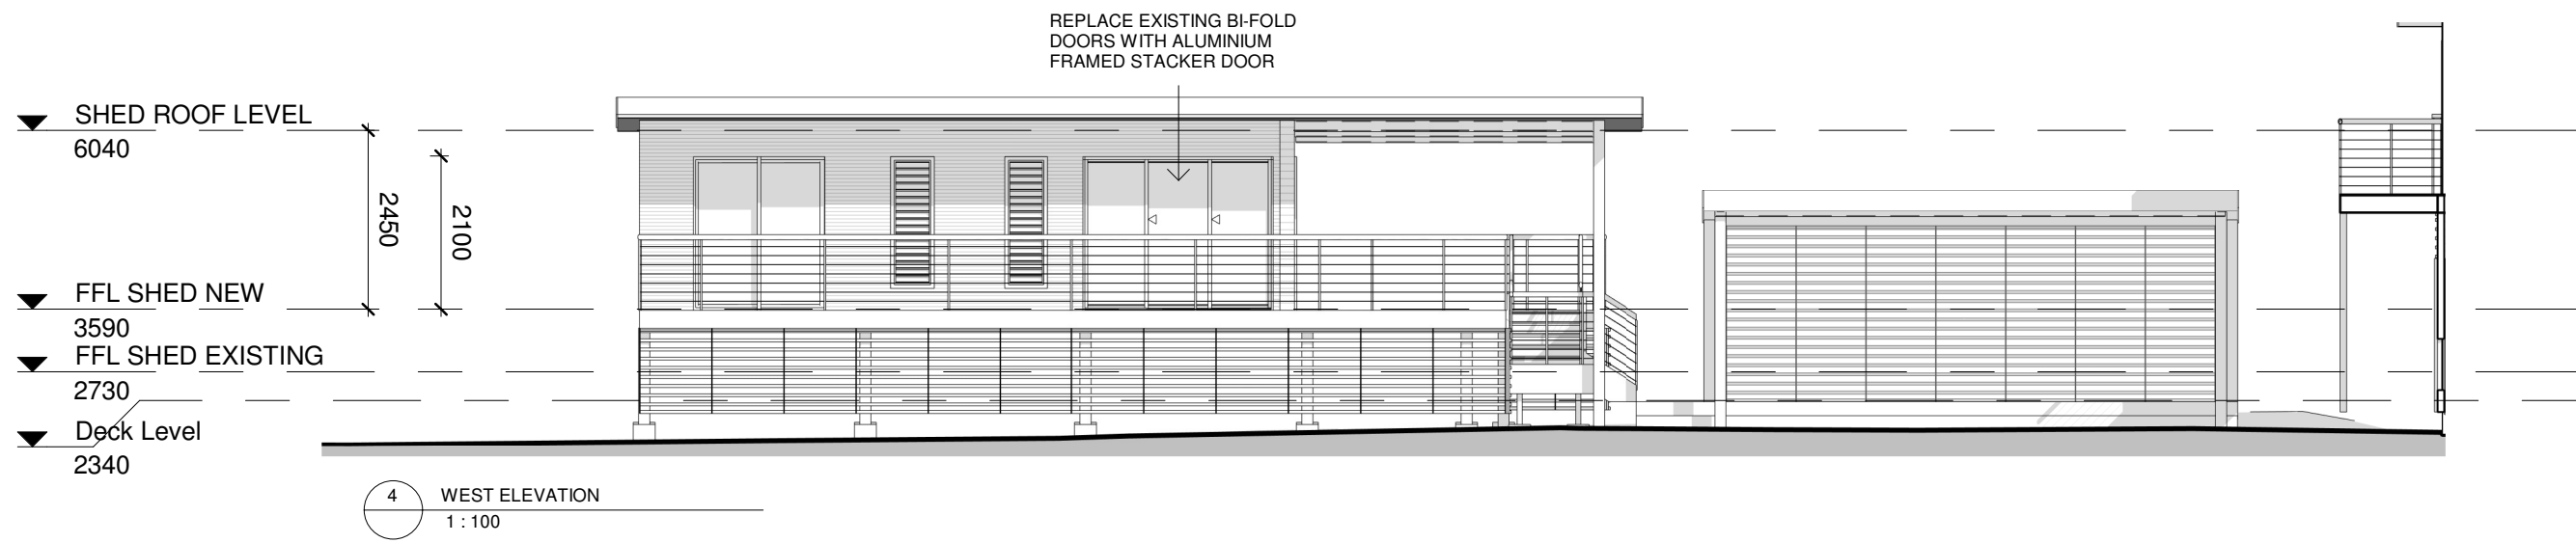 REPLACE EXISTING BI-FOLD
DOORS WITH ALUMINIUM
FRAMED STACKER DOOR
SHED ROOF LEVEL
6040
2450
2100
FFL SHED NEW
3590
FFL SHED EXISTING
2730
Deck Level
2340
4
WEST ELEVATION
1 : 100